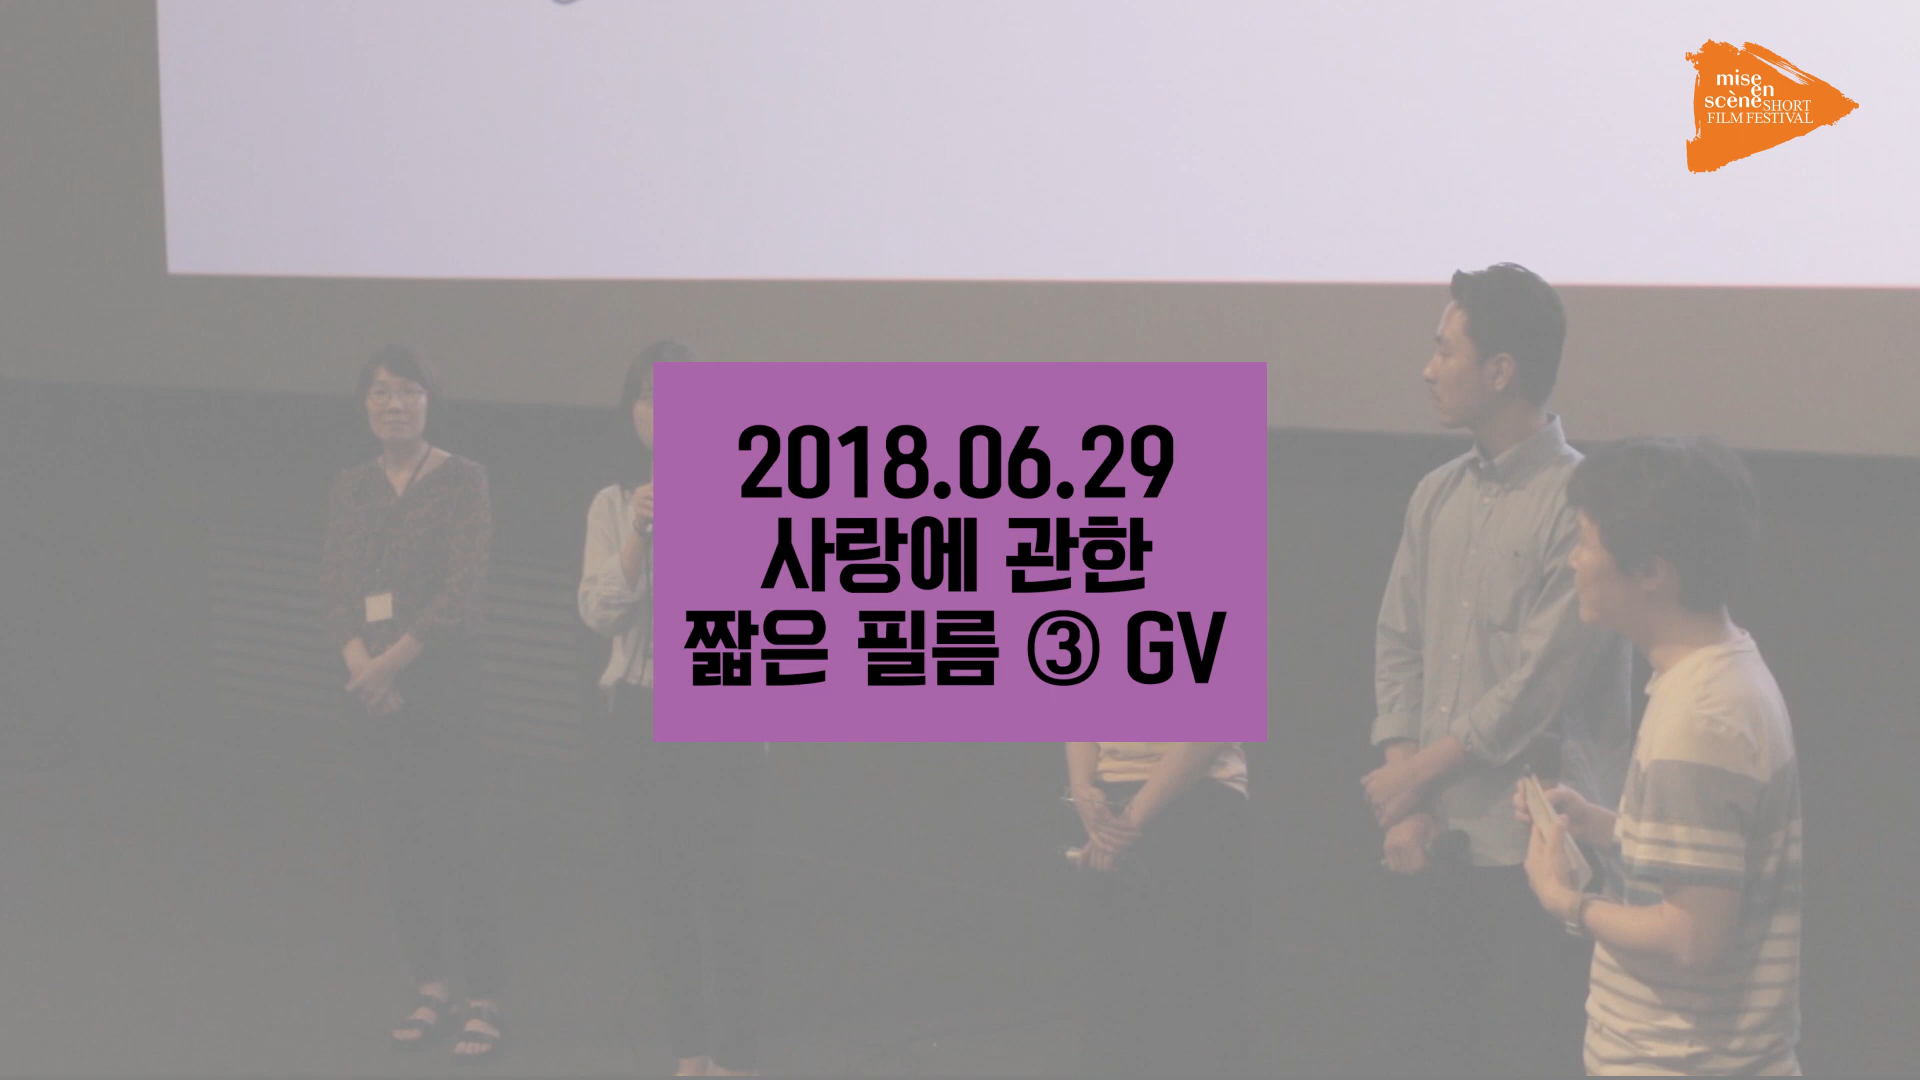 mise
en
scène SHORT
FILM FESTIVAL
2018.06.29
사랑에 관한
짧은 필름 ③ GV